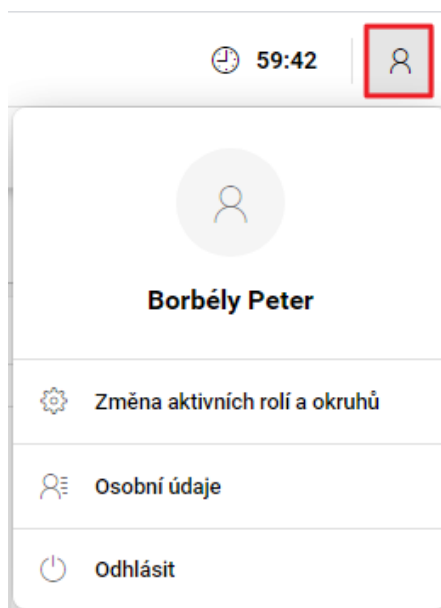 59:42
Borbély Peter
Změna aktivních rolí a okruhů
Osobní údaje
Odhlásit